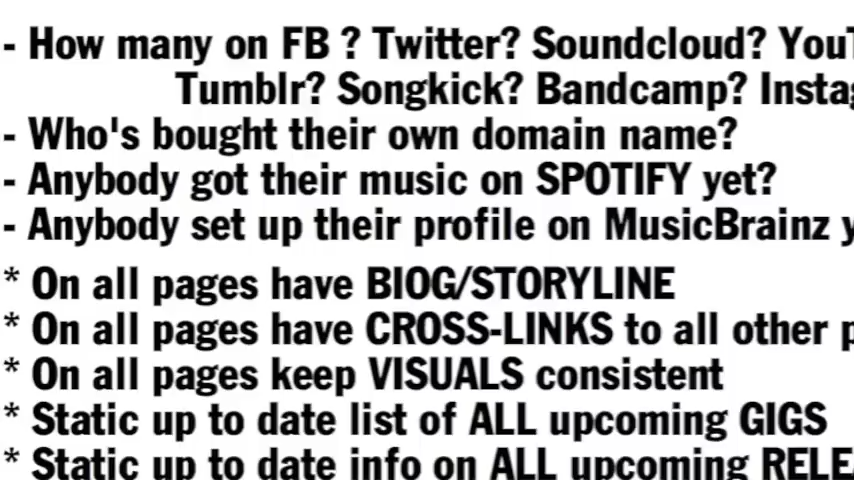 - How many on FB ? Twitter? Soundcloud?
Tumblr? Songkick? Bandcamp?
- Who's bought their own domain name?
- Anybody got their music on SPOTIFY yet?
- Anybody set up their profile on MusicBrainz
* On all pages have BIOG/STORYLINE
* On all pages have CROSS-LINKS to all other
* On all pages keep VISUALS consistent
* Static up to date list of ALL upcoming GIGS
* Static up to date info on ALL upcoming